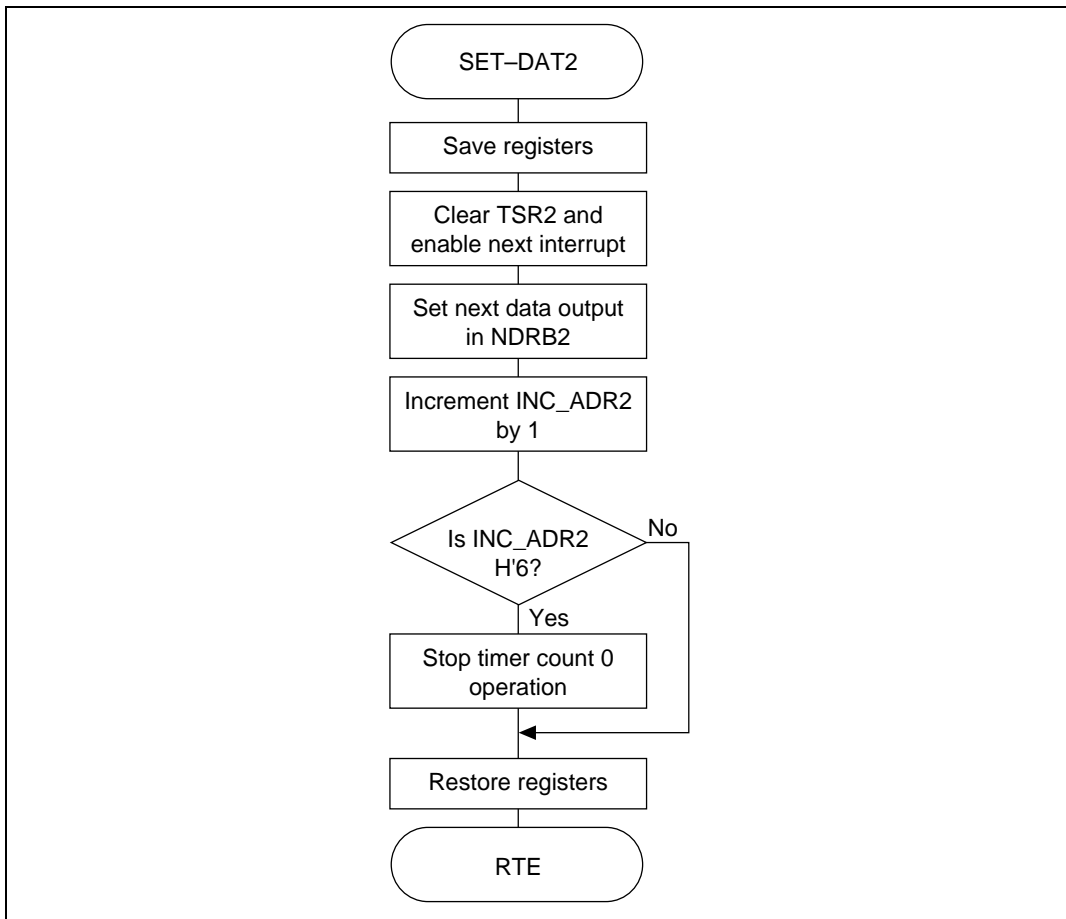 SET–DAT2
Save registers
Clear TSR2 and
enable next interrupt
Set next data output
in NDRB2
Increment INC_ADR2
by 1
Is INC_ADR2
H'6?
No
Yes
Stop timer count 0
operation
Restore registers
RTE